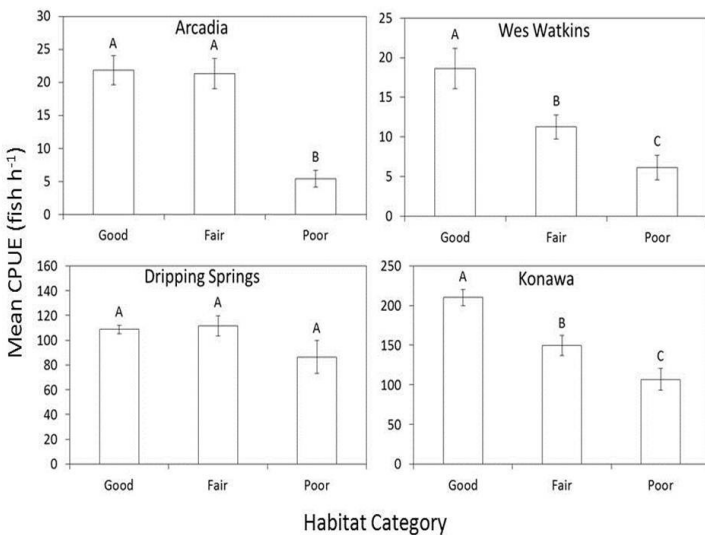 Mean CPUE (fish h⁻¹)
Arcadia
30
25
20
15
10
5
0
A
A
B
Good Fair Poor
Wes Watkins
25
20
15
10
5
0
A
B
C
Good Fair Poor
Dripping Springs
160
140
120
100
80
60
40
20
0
A
A
A
Good Fair Poor
Konawa
250
200
150
100
50
0
A
B
C
Good Fair Poor
Habitat Category